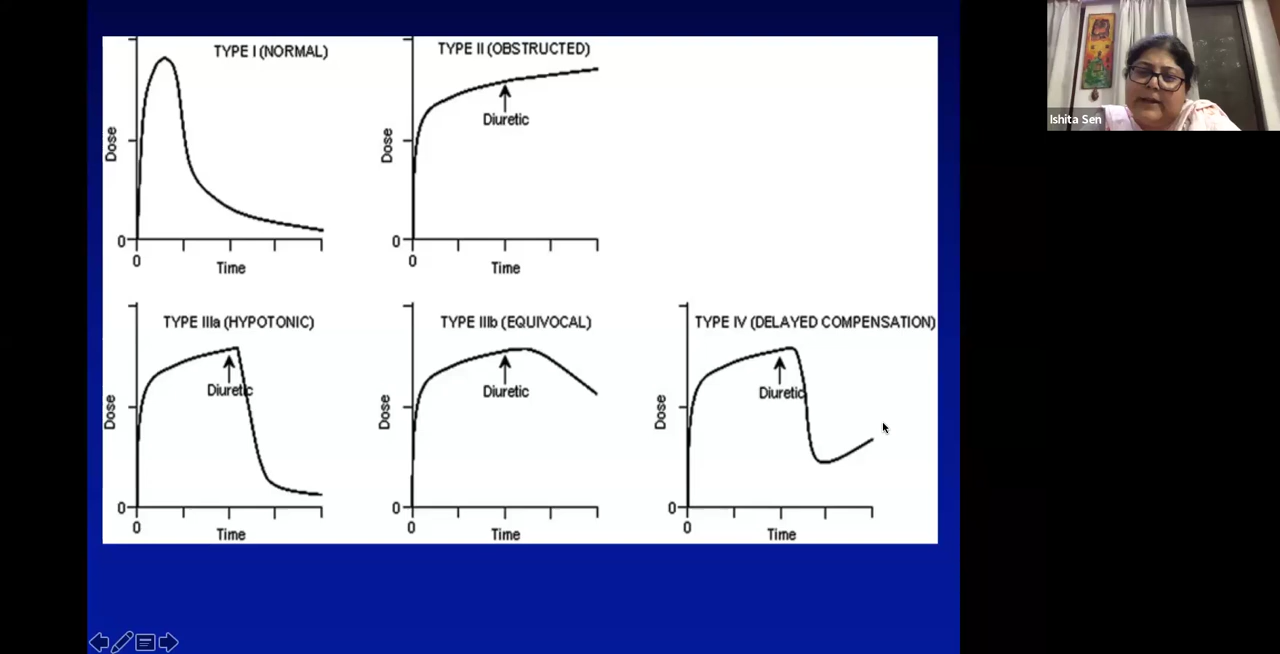 TYPE I (NORMAL)
Dose
0
0
Time
TYPE II (OBSTRUCTED)
Diuretic
Dose
0
0
Time
TYPE IIIa (HYPOTONIC)
Diuretic
Dose
0
0
Time
TYPE IIIb (EQUIVOCAL)
Diuretic
Dose
0
0
Time
TYPE IV (DELAYED COMPENSATION)
Diuretic
Dose
0
0
Time
Ishita Sen